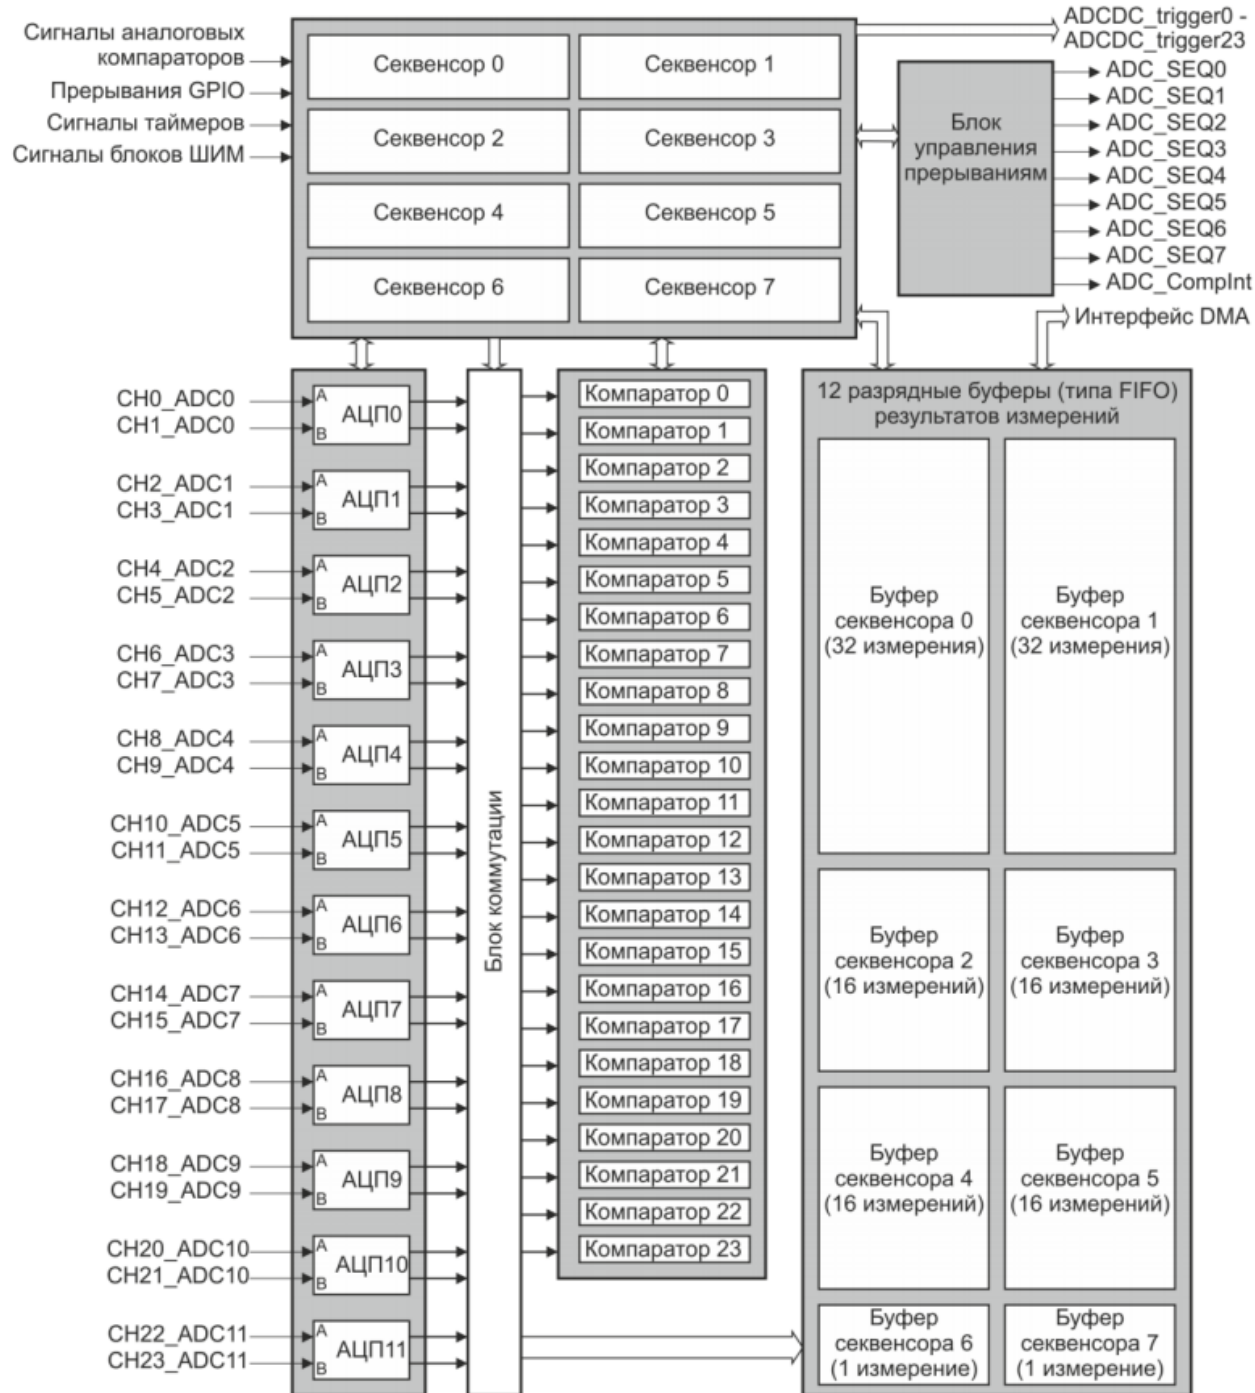 Сигналы аналоговых
компараторов
Прерывания GPIO
Сигналы таймеров
Сигналы блоков ШИМ
Секвенсор 0
Секвенсор 1
Секвенсор 2
Секвенсор 3
Секвенсор 4
Секвенсор 5
Секвенсор 6
Секвенсор 7
ADCDC_trigger0 -
ADCDC_trigger23
Блок
управления
прерываниям
ADC_SEQ0
ADC_SEQ1
ADC_SEQ2
ADC_SEQ3
ADC_SEQ4
ADC_SEQ5
ADC_SEQ6
ADC_SEQ7
ADC_CompInt
Интерфейс DMA
CH0_ADC0
CH1_ADC0
A
B
АЦП0
CH2_ADC1
CH3_ADC1
A
B
АЦП1
CH4_ADC2
CH5_ADC2
A
B
АЦП2
CH6_ADC3
CH7_ADC3
A
B
АЦП3
CH8_ADC4
CH9_ADC4
A
B
АЦП4
CH10_ADC5
CH11_ADC5
A
B
АЦП5
CH12_ADC6
CH13_ADC6
A
B
АЦП6
CH14_ADC7
CH15_ADC7
A
B
АЦП7
CH16_ADC8
CH17_ADC8
A
B
АЦП8
CH18_ADC9
CH19_ADC9
A
B
АЦП9
CH20_ADC10
CH21_ADC10
A
B
АЦП10
CH22_ADC11
CH23_ADC11
A
B
АЦП11
Блок коммутации
Компаратор 0
Компаратор 1
Компаратор 2
Компаратор 3
Компаратор 4
Компаратор 5
Компаратор 6
Компаратор 7
Компаратор 8
Компаратор 9
Компаратор 10
Компаратор 11
Компаратор 12
Компаратор 13
Компаратор 14
Компаратор 15
Компаратор 16
Компаратор 17
Компаратор 18
Компаратор 19
Компаратор 20
Компаратор 21
Компаратор 22
Компаратор 23
12 разрядные буферы (типа FIFO)
результатов измерений
Буфер
секвенсора 0
(32 измерения)
Буфер
секвенсора 1
(32 измерения)
Буфер
секвенсора 2
(16 измерений)
Буфер
секвенсора 3
(16 измерений)
Буфер
секвенсора 4
(16 измерений)
Буфер
секвенсора 5
(16 измерений)
Буфер
секвенсора 6
(1 измерение)
Буфер
секвенсора 7
(1 измерение)